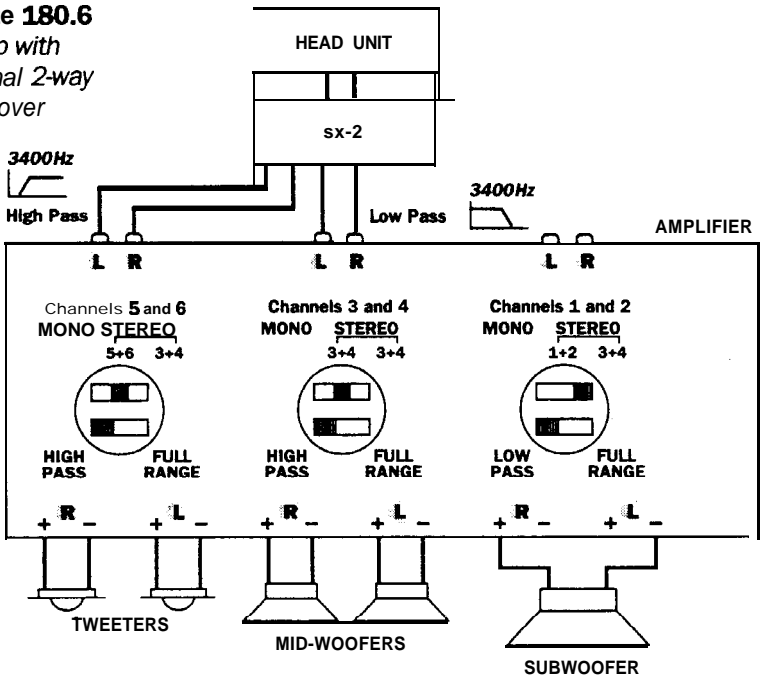 e 180.6
o with
nal 2-way
over
HEAD UNIT
sx-2
3400Hz
High Pass
Low Pass
3400Hz
AMPLIFIER
L R
L R
L R
Channels 5 and 6
MONO STEREO
5+6 3+4
HIGH PASS
FULL RANGE
Channels 3 and 4
MONO STEREO
3+4 3+4
HIGH PASS
FULL RANGE
Channels 1 and 2
MONO STEREO
1+2 3+4
LOW PASS
FULL RANGE
+ R − + L −
+ R − + L −
+ R − + L −
TWEETERS
MID-WOOFERS
SUBWOOFER